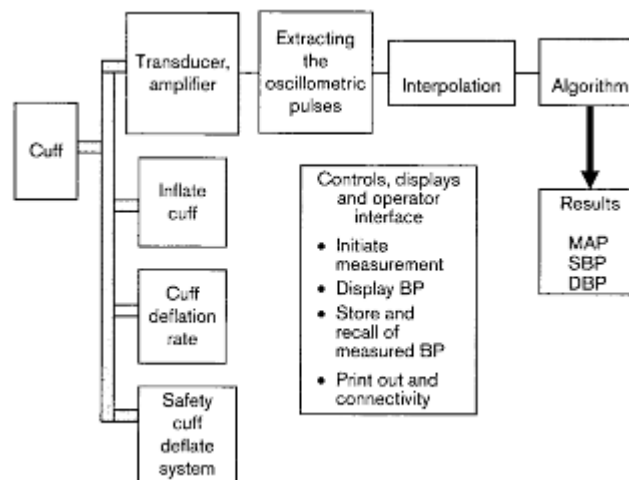 Cuff
Transducer,
amplifier
Extracting
the
oscillometric
pulses
Interpolation
Algorithm
Inflate
cuff
Cuff
deflation
rate
Safety
cuff
deflate
system
Controls, displays
and operator
interface
• Initiate
measurement
• Display BP
• Store and
recall of
measured BP
• Print out and
connectivity
Results
MAP
SBP
DBP